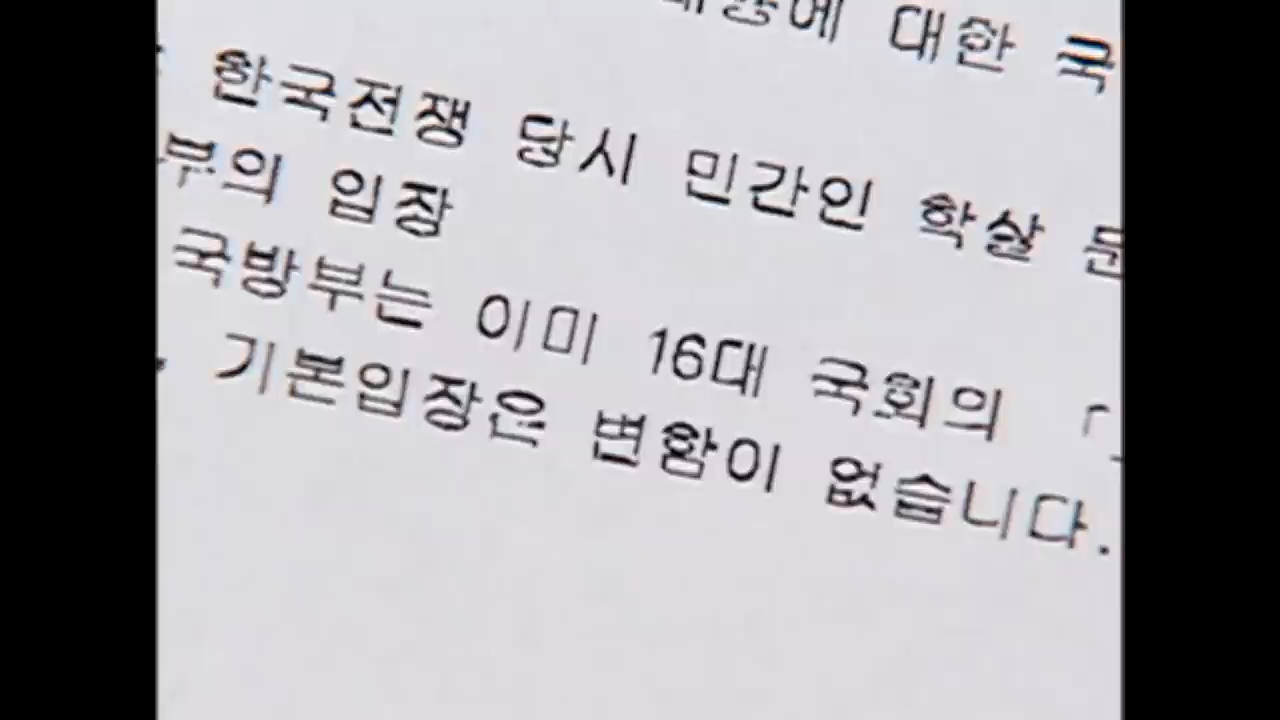 대한
한국전쟁 당시 민간인 학살
부의 입장
국방부는 이미 16대 국회의 「
. 기본입장은 변함이 없습니다.